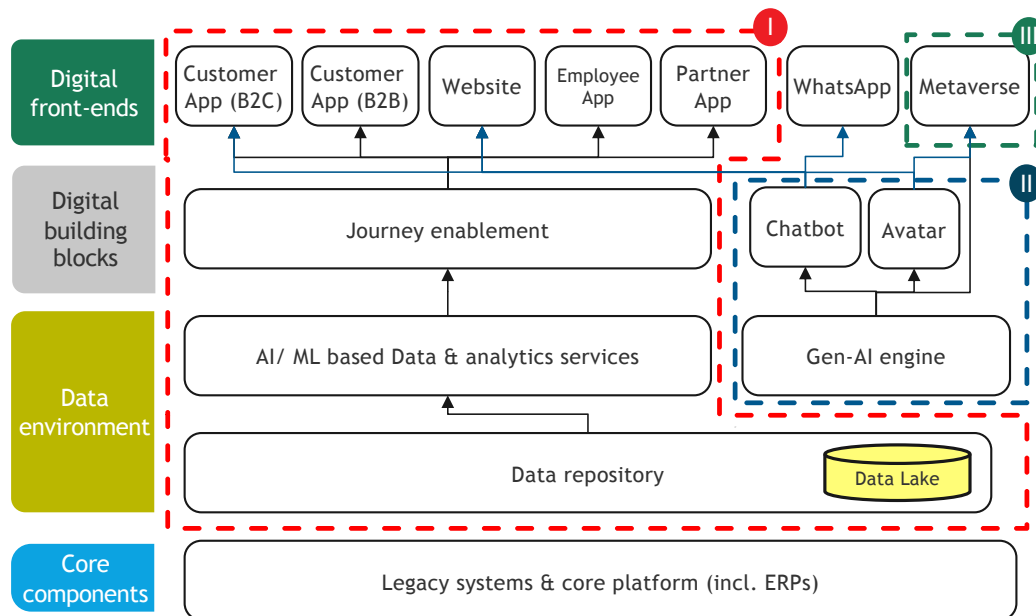 I
III
Digital
front-ends
Customer
App (B2C)
Customer
App (B2B)
Website
Employee
App
Partner
App
WhatsApp
Metaverse
II
Digital
building
blocks
Journey enablement
Chatbot
Avatar
Data
environment
AI/ ML based Data & analytics services
Gen-AI engine
Data repository
Data Lake
Core
components
Legacy systems & core platform (incl. ERPs)